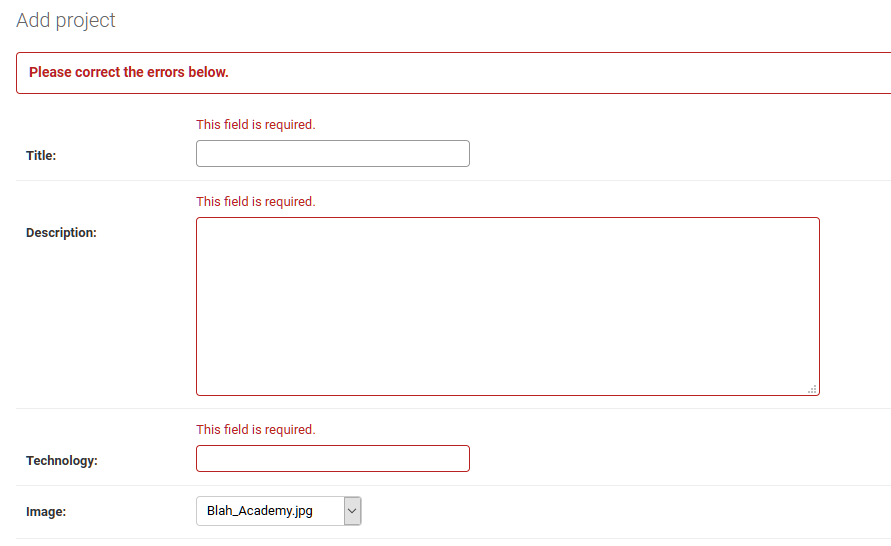 Add project
Please correct the errors below.
This field is required.
Title:
This field is required.
Description:
This field is required.
Technology:
Image: Blah_Academy.jpg